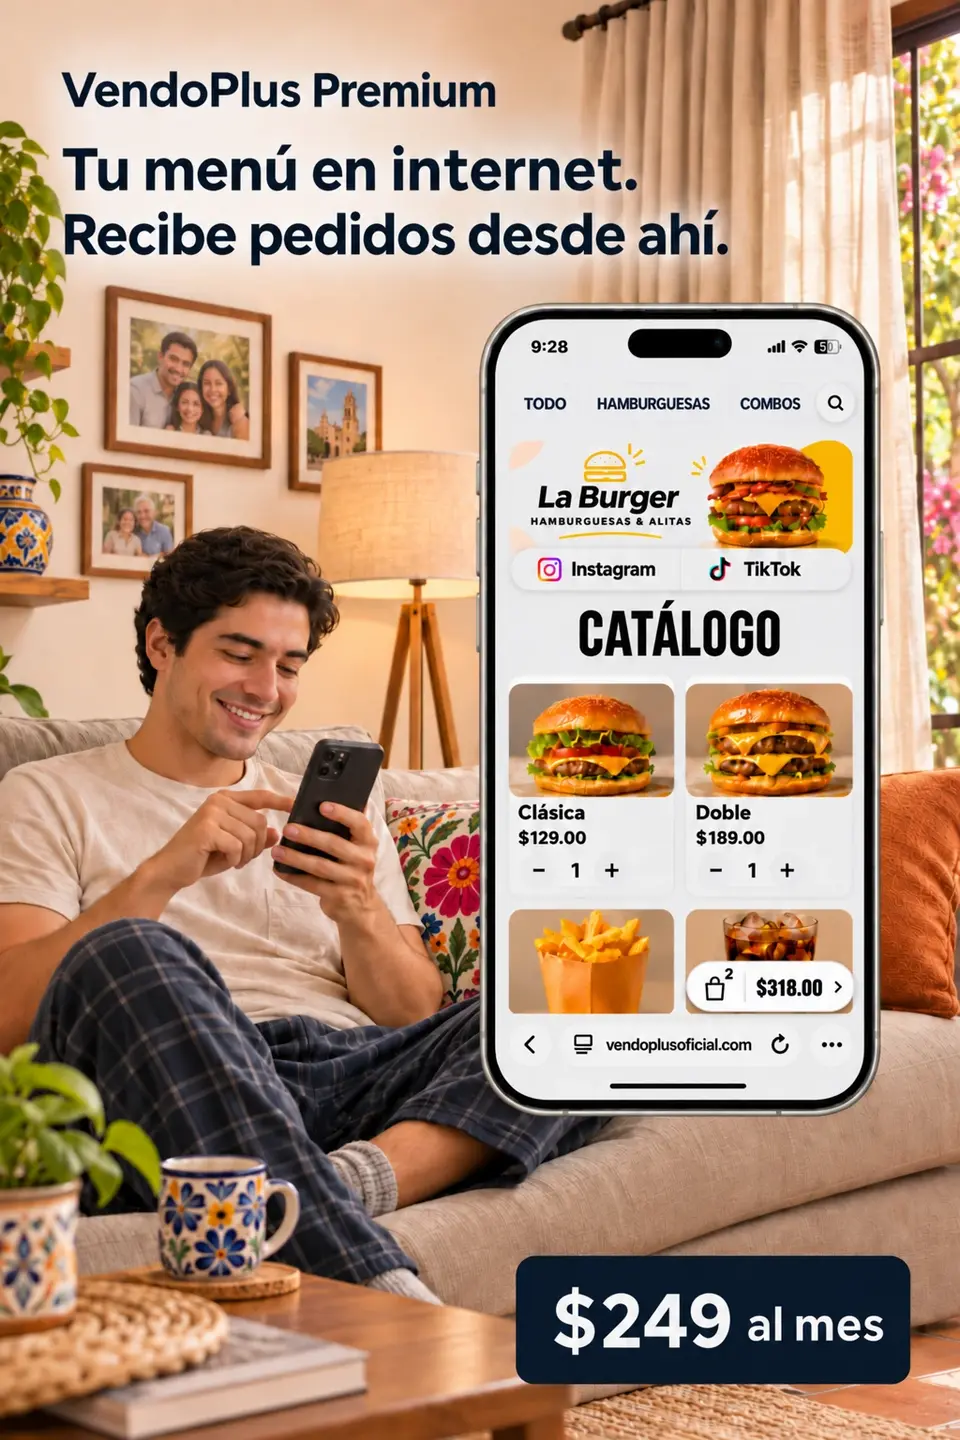 VendoPlus Premium
Tu menú en internet.
Recibe pedidos desde ahí.
9:28
50
TODO HAMBURGUESAS COMBOS
La Burger
HAMBURGUESAS & ALITAS
Instagram TikTok
CATÁLOGO
Clásica Doble
$129.00 $189.00
− 1 + − 1 +
2
$318.00
vendoplusoficial.com
$249 al mes